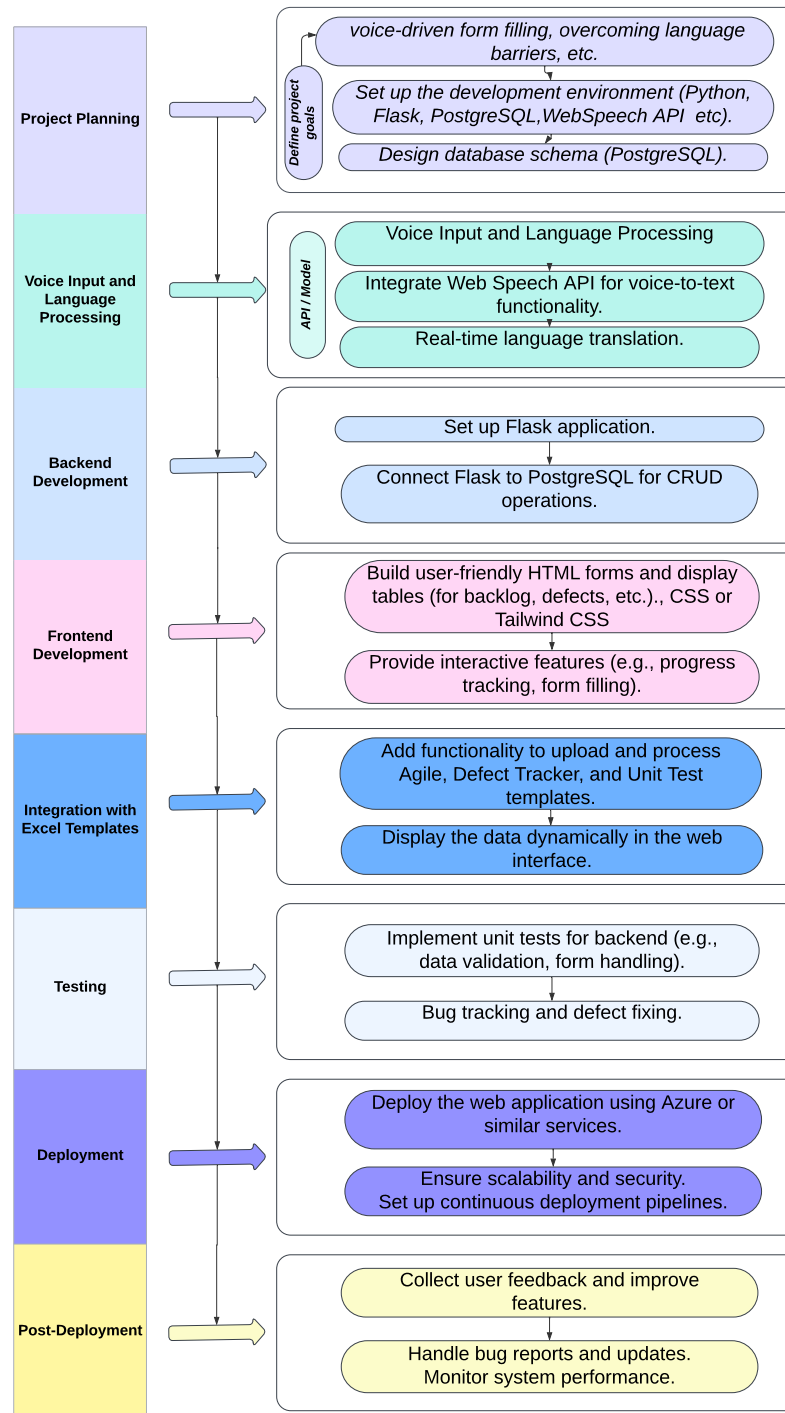 Project Planning
Define project
goals
voice-driven form filling, overcoming language
barriers, etc.
Set up the development environment (Python,
Flask, PostgreSQL,WebSpeech API  etc).
Design database schema (PostgreSQL).
Voice Input and
Language
Processing
API / Model
Voice Input and Language Processing
Integrate Web Speech API for voice-to-text
functionality.
Real-time language translation.
Backend
Development
Set up Flask application.
Connect Flask to PostgreSQL for CRUD
operations.
Frontend
Development
Build user-friendly HTML forms and display
tables (for backlog, defects, etc.)., CSS or
Tailwind CSS
Provide interactive features (e.g., progress
tracking, form filling).
Integration with
Excel Templates
Add functionality to upload and process
Agile, Defect Tracker, and Unit Test
templates.
Display the data dynamically in the web
interface.
Testing
Implement unit tests for backend (e.g.,
data validation, form handling).
Bug tracking and defect fixing.
Deployment
Deploy the web application using Azure or
similar services.
Ensure scalability and security.
Set up continuous deployment pipelines.
Post-Deployment
Collect user feedback and improve
features.
Handle bug reports and updates.
Monitor system performance.